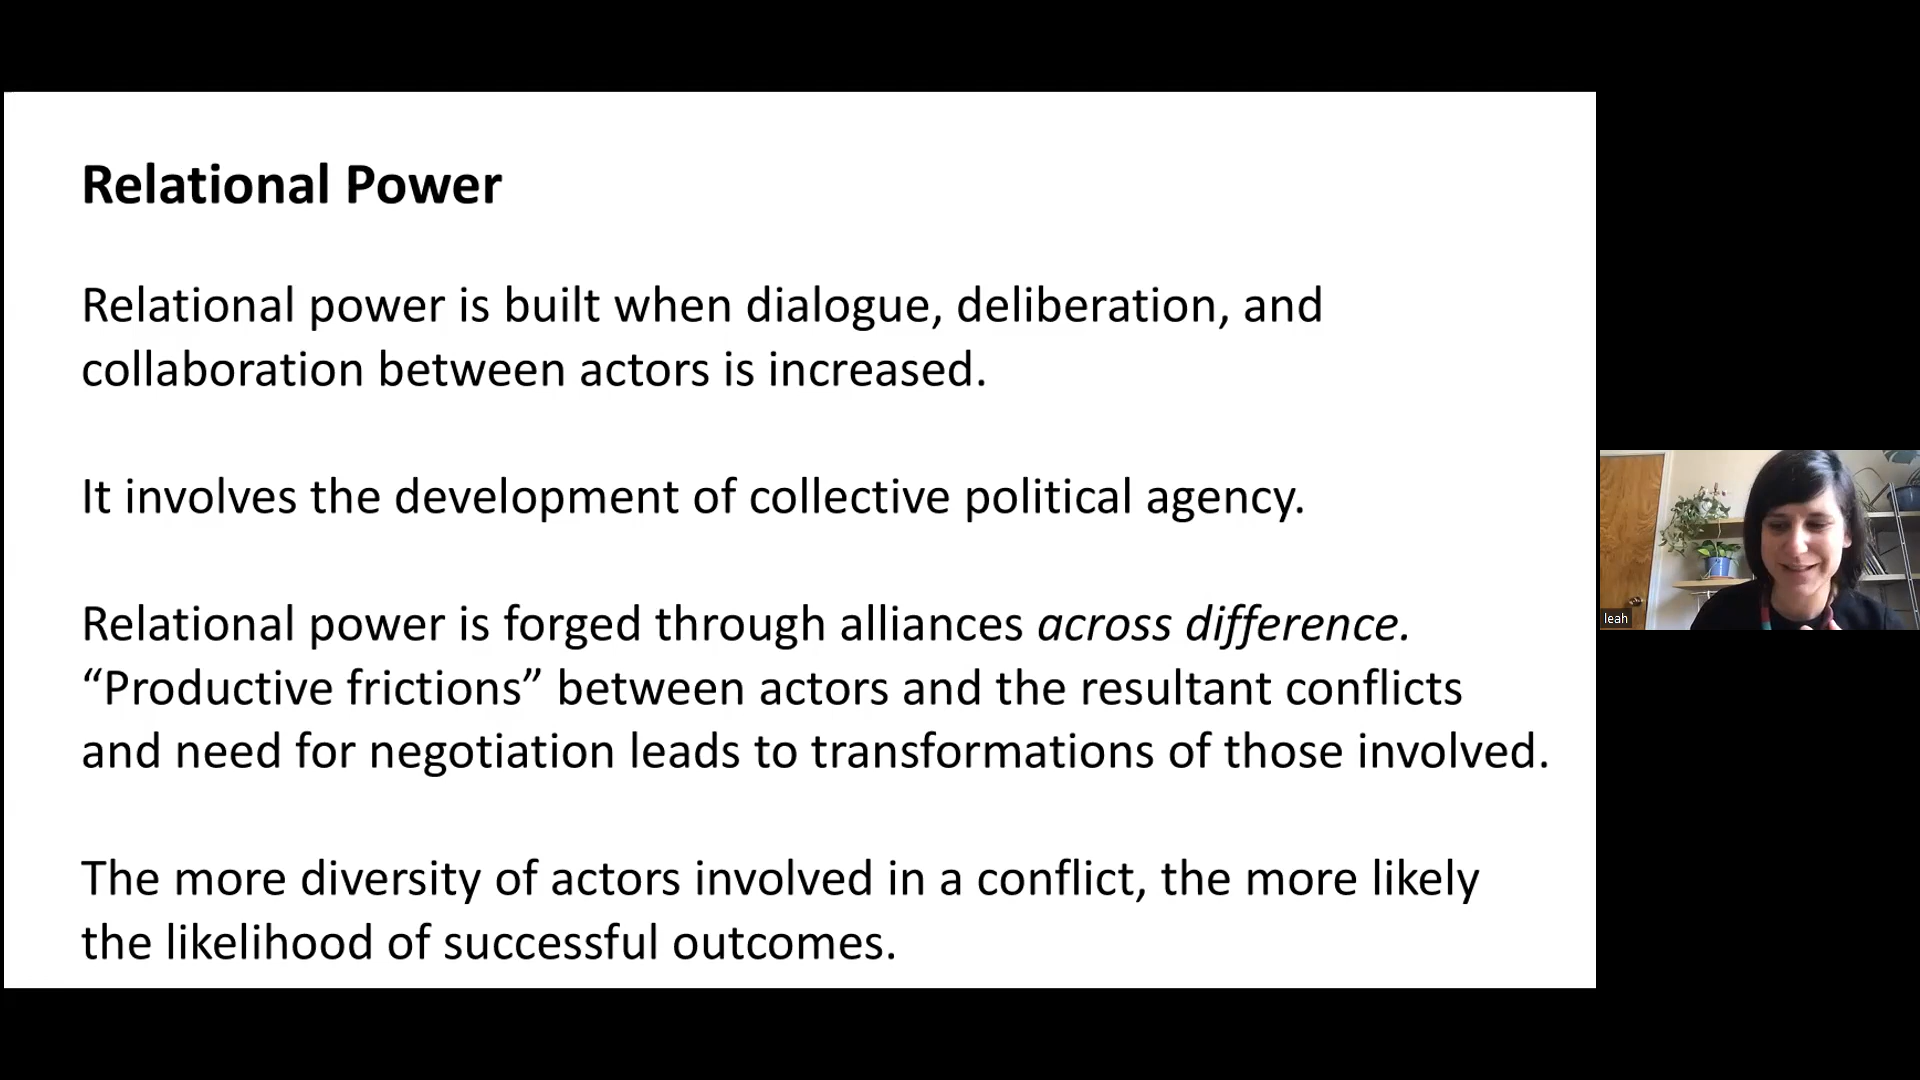 Relational Power
Relational power is built when dialogue, deliberation, and
collaboration between actors is increased.
It involves the development of collective political agency.
Relational power is forged through alliances across difference.
“Productive frictions” between actors and the resultant conflicts
and need for negotiation leads to transformations of those involved.
The more diversity of actors involved in a conflict, the more likely
the likelihood of successful outcomes.
leah